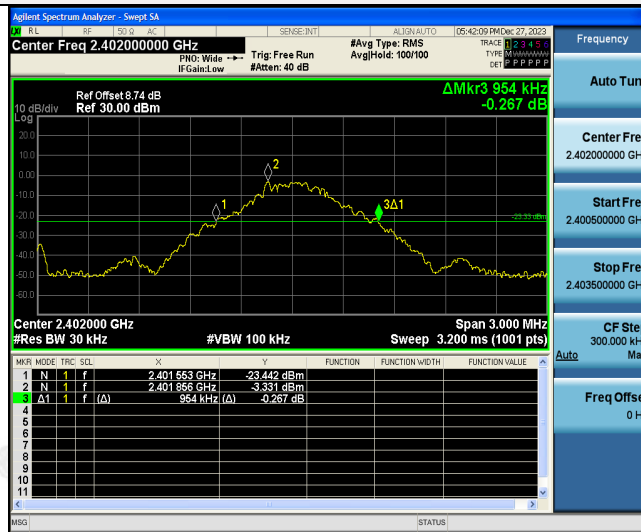 Agilent Spectrum Analyzer - Swept SA
LXI RL RF 50 Ω AC SENSE:INT ALIGN AUTO 05:42:09 PM Dec 27, 2023
Center Freq 2.402000000 GHz
PNO: Wide
IFGain:Low
Trig: Free Run
#Atten: 40 dB
#Avg Type: RMS
Avg|Hold: 100/100
TRACE 1 2 3 4 5 6
TYPE M
DET P P P P P P
Frequency
Auto Tun
Center Fre
2.402000000 GH
Start Fre
2.400500000 GH
Stop Fre
2.403500000 GH
CF Ste
300.000 kH
Auto Ma
Freq Offse
0 H
Ref Offset 8.74 dB
10 dB/div Ref 30.00 dBm
Log
ΔMkr3 954 kHz
-0.267 dB
20.0
10.0
0.00
-10.0
-20.0
-30.0
-40.0
-50.0
-60.0
1
2
3Δ1
-23.33 dBm
Center 2.402000 GHz Span 3.000 MHz
#Res BW 30 kHz #VBW 100 kHz Sweep 3.200 ms (1001 pts)
MKR MODE TRC SCL X Y FUNCTION FUNCTION WIDTH FUNCTION VALUE
1 N 1 f 2.401 553 GHz -23.442 dBm
2 N 1 f 2.401 856 GHz -3.331 dBm
3 Δ1 1 f (Δ) 954 kHz (Δ) -0.267 dB
4
5
6
7
8
9
10
11
MSG STATUS